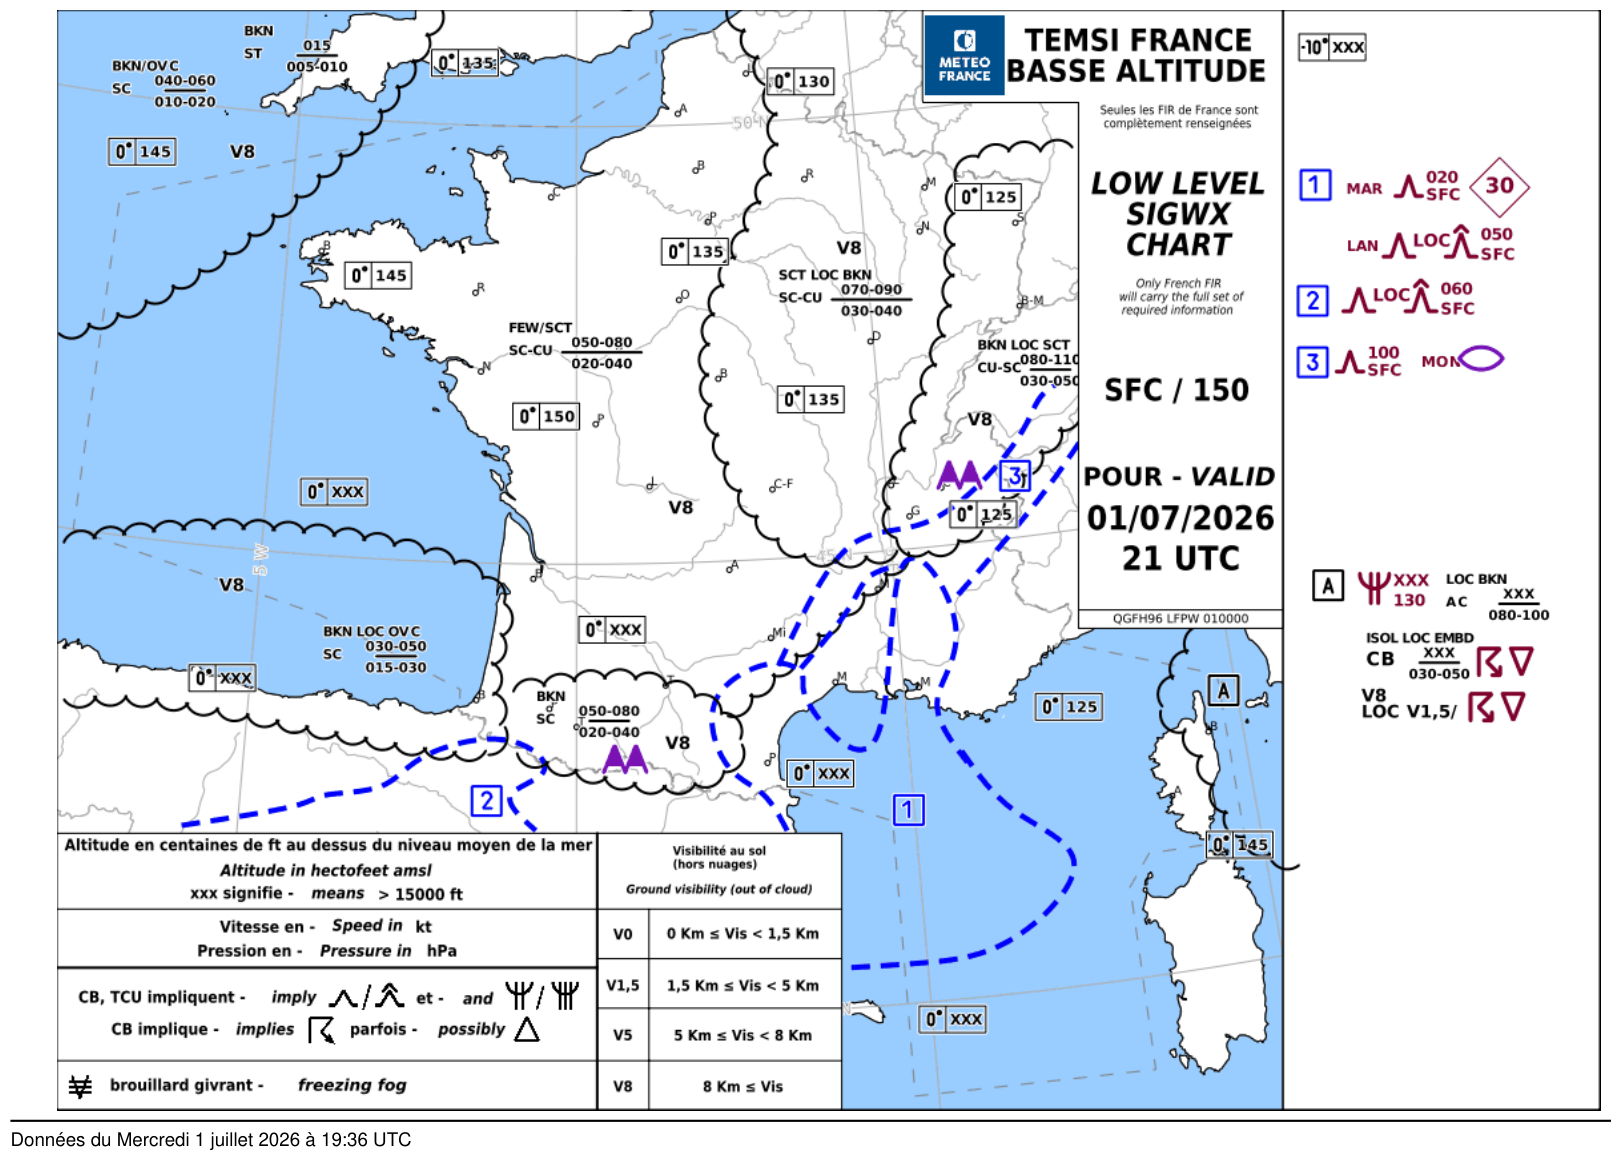 BKN
ST
015
005-010
BKN/OVC
SC
040-060
010-020
0° 135
0° 130
0° 145
V8
50 N
METEO
FRANCE
TEMSI FRANCE
BASSE ALTITUDE
Seules les FIR de France sont
complètement renseignées
LOW LEVEL
SIGWX
CHART
Only French FIR
will carry the full set of
required information
SFC / 150
POUR - VALID
01/07/2026
21 UTC
QGFH96 LFPW 010000
-10° xxx
1 MAR 020
SFC 30
LAN LOC 050
SFC
2 LOC 060
SFC
3 100
SFC MON
A xxx
130
LOC BKN
AC xxx
080-100
ISOL LOC EMBD
CB xxx
030-050
V8
LOC V1,5/
A
B
R
M
C
C
P
N
S
0° 125
0° 135
V8
B
0° 145
SCT LOC BKN
SC-CU 070-090
030-040
R
O
B-M
D
FEW/SCT
SC-CU 050-080
020-040
BKN LOC SCT
CU-SC 080-110
030-050
N
B
0° 135
0° 150
P
V8
3
L
C-F
L
0° xxx
V8
G
0° 125
45 N
5 W
V8
B
A
M
0° xxx
Mi
BKN LOC OVC
SC 030-050
015-030
0° xxx
B
T
M
M
N
A
BKN
SC 050-080
020-040
T
V8
0° 125
B
P
0° xxx
2
1
A
0° 145
0° xxx
Altitude en centaines de ft au dessus du niveau moyen de la mer
Altitude in hectofeet amsl
xxx signifie - means > 15000 ft
Vitesse en - Speed in kt
Pression en - Pressure in hPa
CB, TCU impliquent - imply / et - and /
CB implique - implies parfois - possibly
brouillard givrant - freezing fog
Visibilité au sol
(hors nuages)
Ground visibility (out of cloud)
V0 0 Km ≤ Vis < 1,5 Km
V1,5 1,5 Km ≤ Vis < 5 Km
V5 5 Km ≤ Vis < 8 Km
V8 8 Km ≤ Vis
Données du Mercredi 1 juillet 2026 à 19:36 UTC